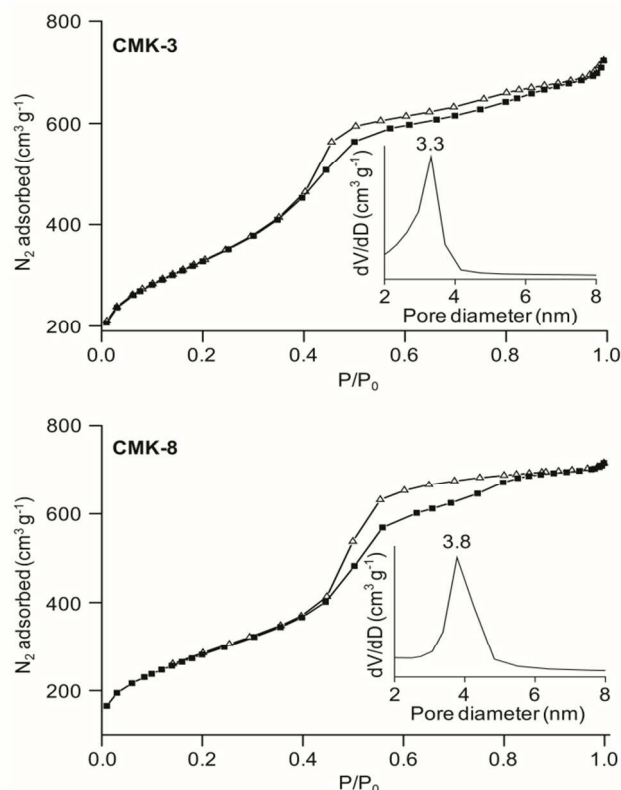 800
CMK-3
600
400
200
N₂ adsorbed (cm³ g⁻¹)
0.0 0.2 0.4 0.6 0.8 1.0
P/P₀
3.3
dV/dD (cm³ g⁻¹)
2 4 6 8
Pore diameter (nm)
800
CMK-8
600
400
200
N₂ adsorbed (cm³ g⁻¹)
0.0 0.2 0.4 0.6 0.8 1.0
P/P₀
3.8
dV/dD (cm³ g⁻¹)
2 4 6 8
Pore diameter (nm)